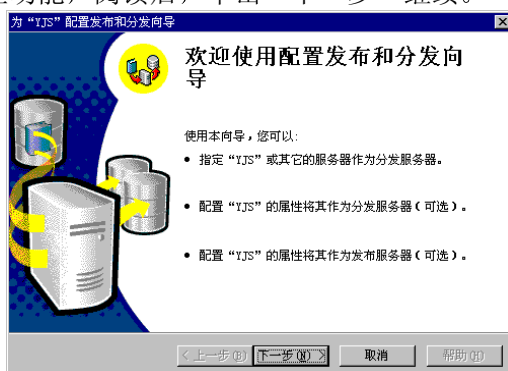 为“YJS”配置发布和分发向导
欢迎使用配置发布和分发向
导
使用本向导，您可以：
• 指定“YJS”或其它的服务器作为分发服务器。
• 配置“YJS”的属性将其作为分发服务器（可选）。
• 配置“YJS”的属性将其作为发布服务器（可选）。
< 上一步(B) 下一步(N) > 取消 帮助(H)